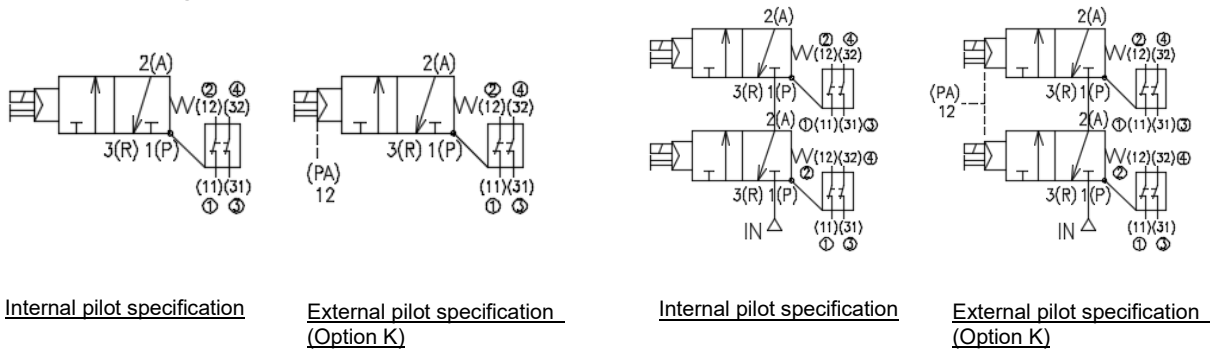 2(A)
② ④
(12)(32)
3(R) 1(P)
(11)(31)
① ③
2(A)
② ④
(12)(32)
3(R) 1(P)
(PA)
12
(11)(31)
① ③
2(A)
② ④
(12)(32)
3(R) 1(P)
①(11)(31)③
2(A)
(12)(32)④
②
3(R) 1(P)
IN
(11)(31)
① ③
2(A)
② ④
(12)(32)
(PA)
12
3(R) 1(P)
①(11)(31)③
2(A)
(12)(32)④
②
3(R) 1(P)
IN
(11)(31)
① ③
Internal pilot specification
External pilot specification
(Option K)
Internal pilot specification
External pilot specification
(Option K)